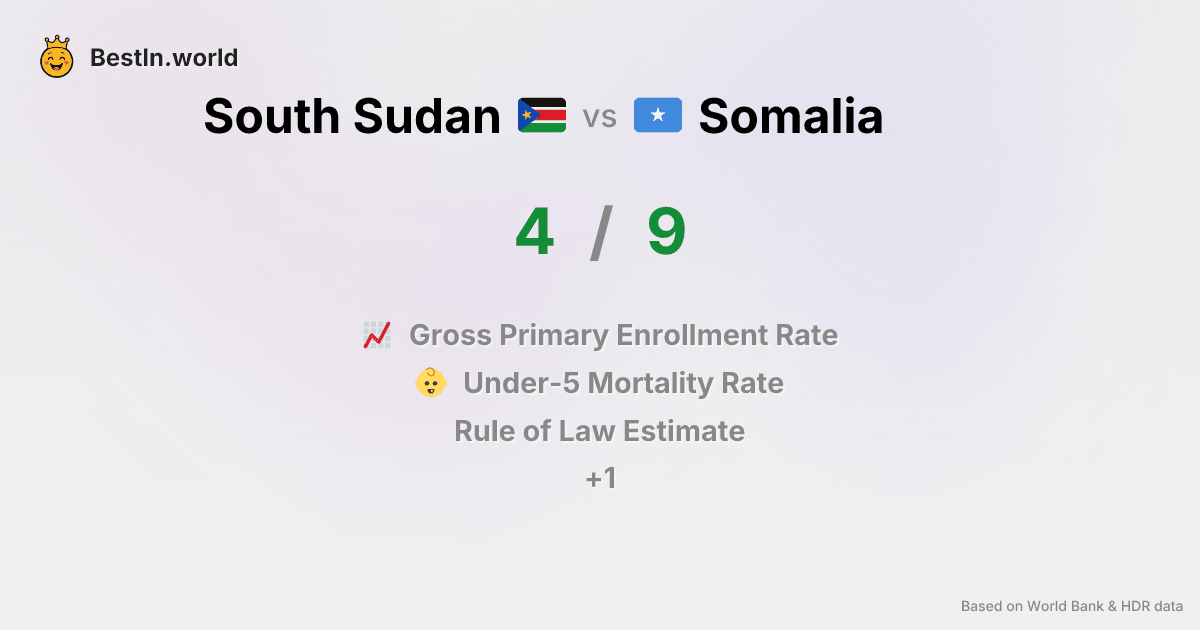 BestIn.world
South Sudan vs Somalia
4 / 9
Gross Primary Enrollment Rate
Under-5 Mortality Rate
Rule of Law Estimate
+1
Based on World Bank & HDR data